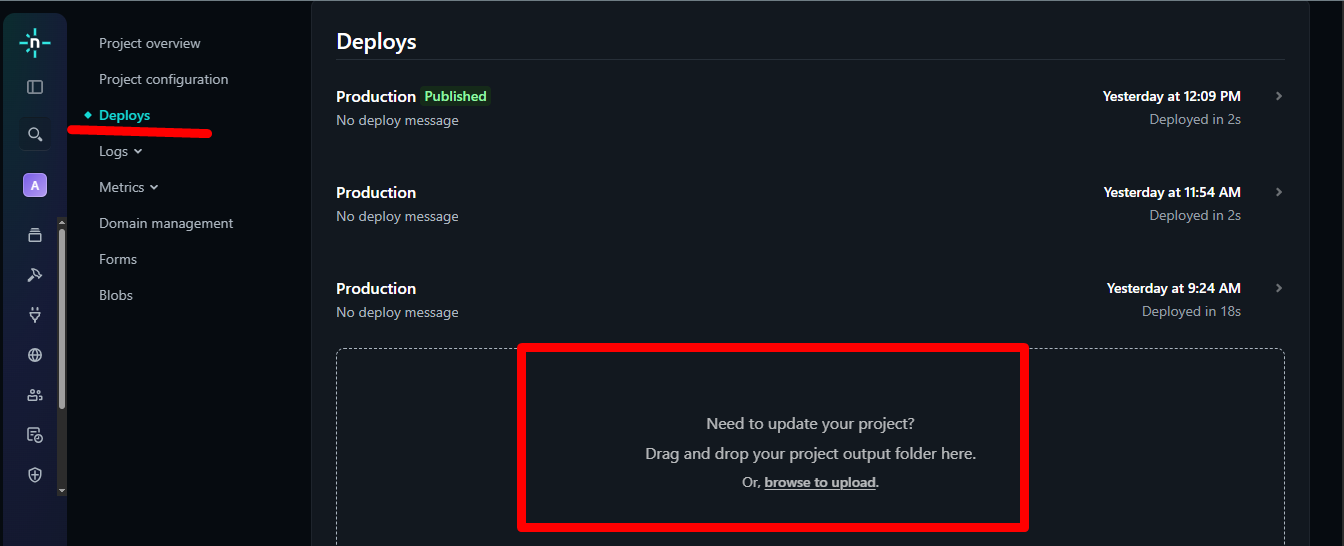 n
Project overview
Project configuration
Deploys
Logs
Metrics
Domain management
Forms
Blobs
A
Deploys
Production Published
Yesterday at 12:09 PM
No deploy message
Deployed in 2s
Production
Yesterday at 11:54 AM
No deploy message
Deployed in 2s
Production
Yesterday at 9:24 AM
No deploy message
Deployed in 18s
Need to update your project?
Drag and drop your project output folder here.
Or, browse to upload.